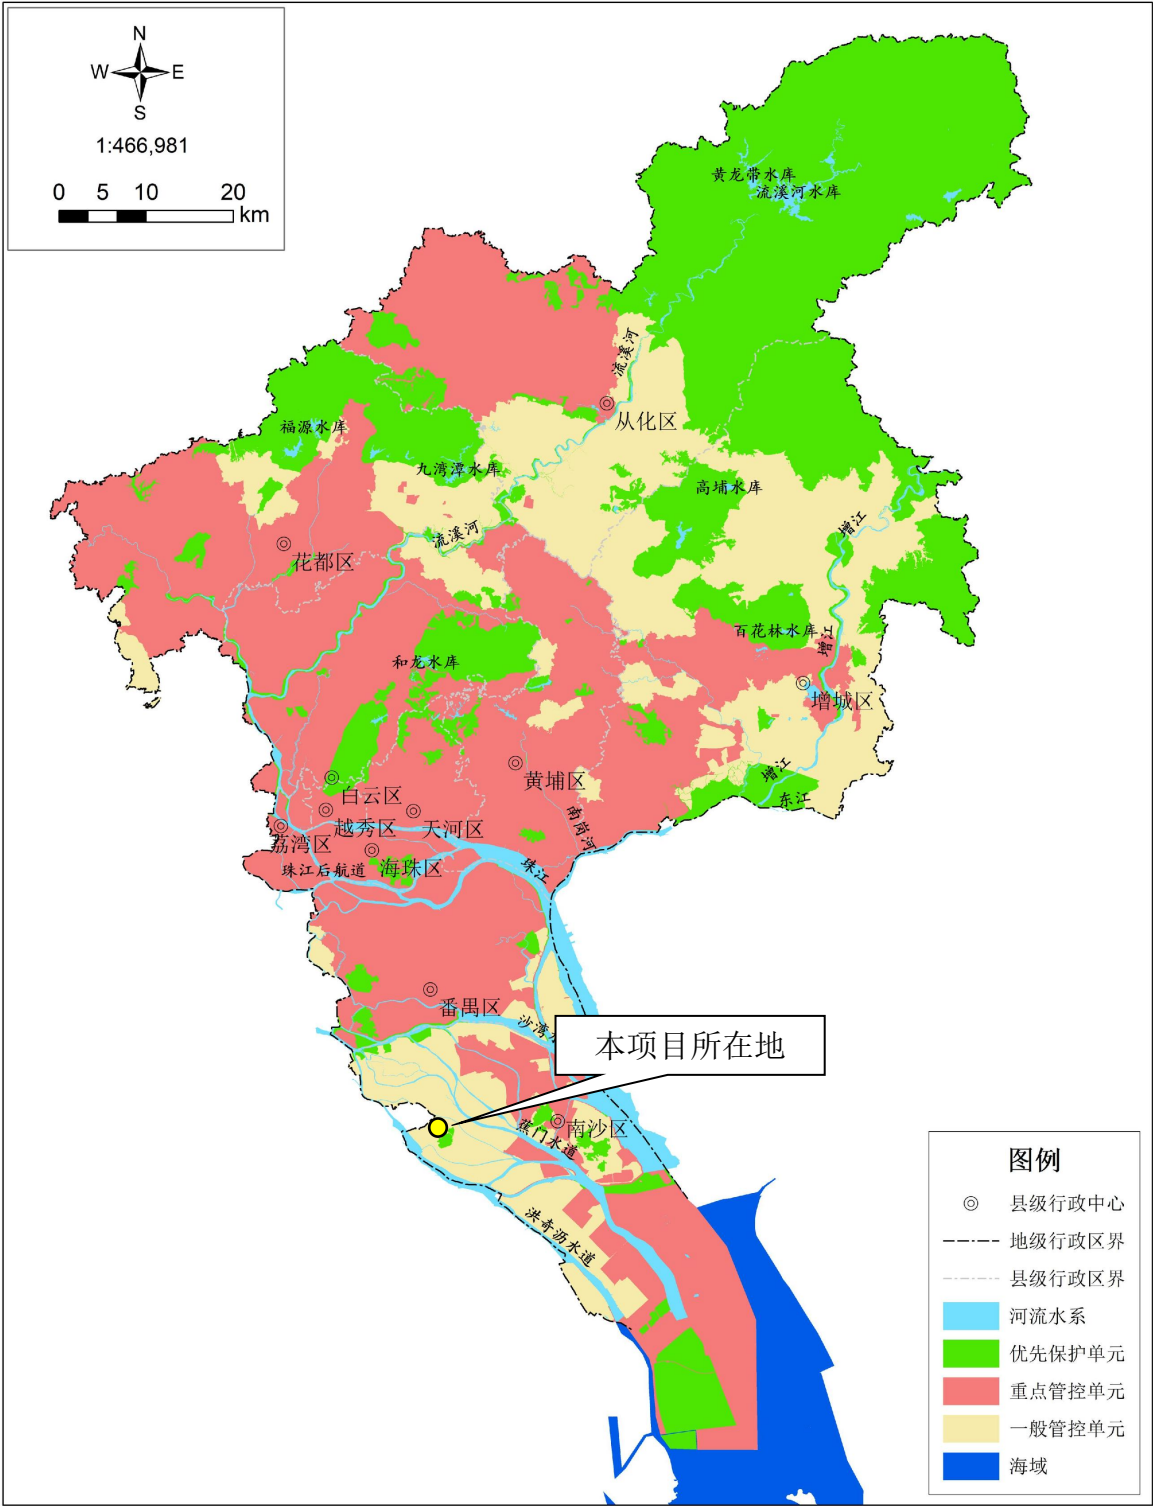 N
W E
S
1:466,981
0 5 10 20
km
黄龙带水库
流溪河水库
流溪河
从化区
福源水库
九湾潭水库
高埔水库
流溪河
增江
花都区
百花林水库
增江
和龙水库
增城区
黄埔区
增江
白云区
东江
越秀区
天河区
南岗河
荔湾区
珠江后航道
海珠区
珠江
番禺区
沙湾水
本项目所在地
南沙区
蕉门水道
洪奇沥水道
图例
县级行政中心
地级行政区界
县级行政区界
河流水系
优先保护单元
重点管控单元
一般管控单元
海域